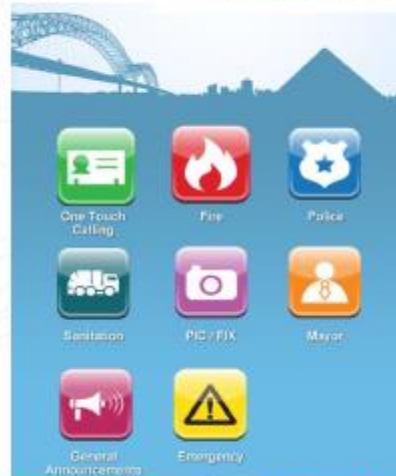 One Touch
Calling
Fire
Police
Sanitation
PIC / FIX
Mayor
General
Announcements
Emergency